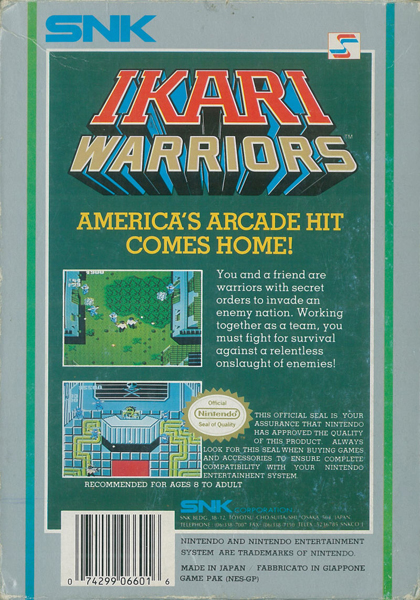 SNK
IKARI
WARRIORS™
AMERICA'S ARCADE HIT
COMES HOME!
You and a friend are
warriors with secret
orders to invade an
enemy nation. Working
together as a team, you
must fight for survival
against a relentless
onslaught of enemies!
Official
Nintendo
Seal of Quality
THIS OFFICIAL SEAL IS YOUR
ASSURANCE THAT NINTENDO
HAS APPROVED THE QUALITY
OF THIS PRODUCT. ALWAYS
LOOK FOR THIS SEAL WHEN BUYING GAMES
AND ACCESSORIES TO ENSURE COMPLETE
COMPATIBILITY WITH YOUR NINTENDO
ENTERTAINMENT SYSTEM
RECOMMENDED FOR AGES 8 TO ADULT
SNK CORPORATION
NINTENDO AND NINTENDO ENTERTAINMENT
SYSTEM ARE TRADEMARKS OF NINTENDO.
MADE IN JAPAN FABBRICATO IN GIAPPONE
GAME PAK (NES-GP)
0 74299 06601 6